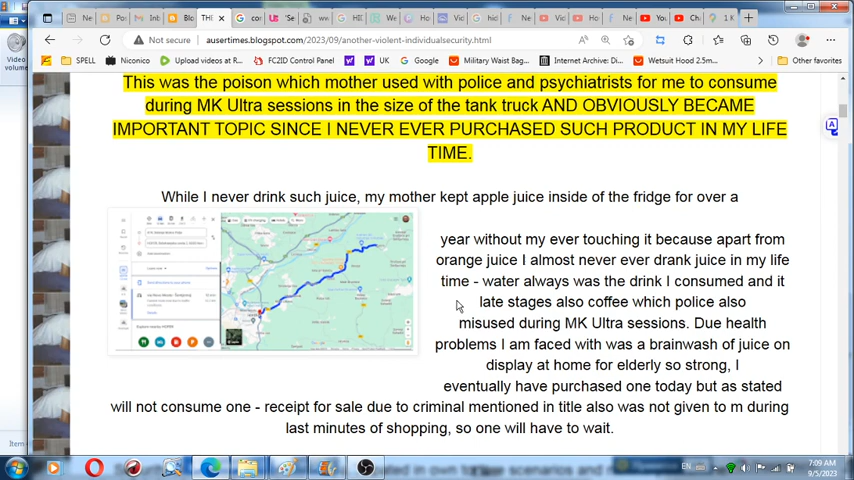 Not secure
ausertimes.blogspot.com/2023/09/another-violent-individualsecurity.html
SPELL
Niconico
Upload videos at R...
FC2ID Control Panel
UK
Google
Military Waist Bag...
Internet Archive: D...
Wetsuit Hood 2.5m...
Other favorites
This was the poison which mother used with police and psychiatrists for me to consume
during MK Ultra sessions in the size of the tank truck AND OBVIOUSLY BECAME
IMPORTANT TOPIC SINCE I NEVER EVER PURCHASED SUCH PRODUCT IN MY LIFE
TIME.
While I never drink such juice, my mother kept apple juice inside of the fridge for over a
year without my ever touching it because apart from
orange juice I almost never ever drank juice in my life
time - water always was the drink I consumed and it
late stages also coffee which police also
misused during MK Ultra sessions. Due health
problems I am faced with was a brainwash of juice on
display at home for elderly so strong, I
eventually have purchased one today but as stated
will not consume one - receipt for sale due to criminal mentioned in title also was not given to m during
last minutes of shopping, so one will have to wait.
EN
7:09 AM
9/5/2023